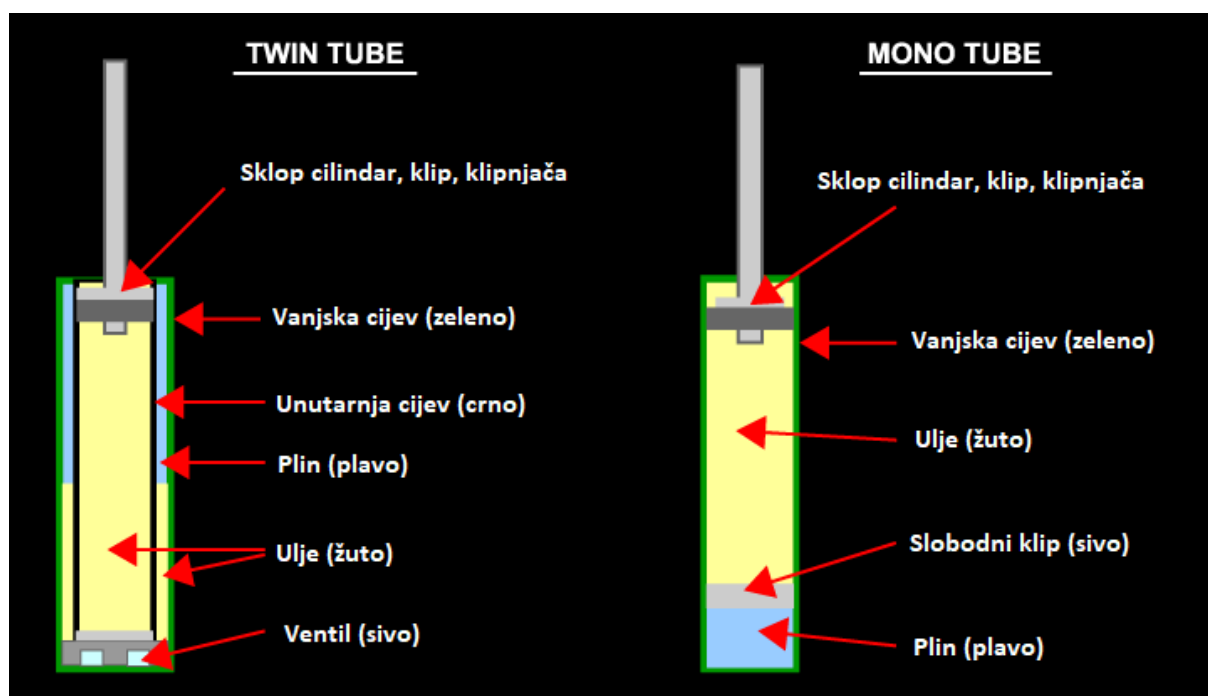 TWIN TUBE
Sklop cilindar, klip, klipnjača
Vanjska cijev (zeleno)
Unutarnja cijev (crno)
Plin (plavo)
Ulje (žuto)
Ventil (sivo)
MONO TUBE
Sklop cilindar, klip, klipnjača
Vanjska cijev (zeleno)
Ulje (žuto)
Slobodni klip (sivo)
Plin (plavo)